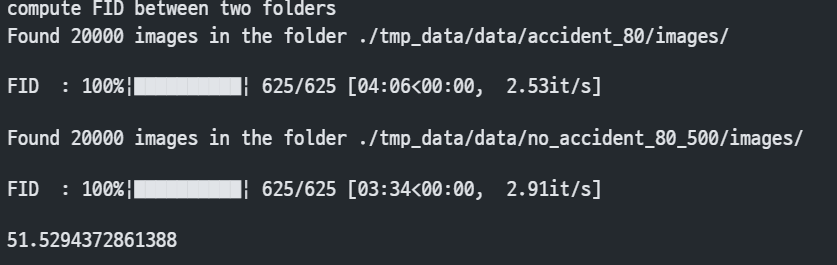 compute FID between two folders
Found 20000 images in the folder ./tmp_data/data/accident_80/images/
FID  : 100%|██████████| 625/625 [04:06<00:00,  2.53it/s]
Found 20000 images in the folder ./tmp_data/data/no_accident_80_500/images/
FID  : 100%|██████████| 625/625 [03:34<00:00,  2.91it/s]
51.5294372861388